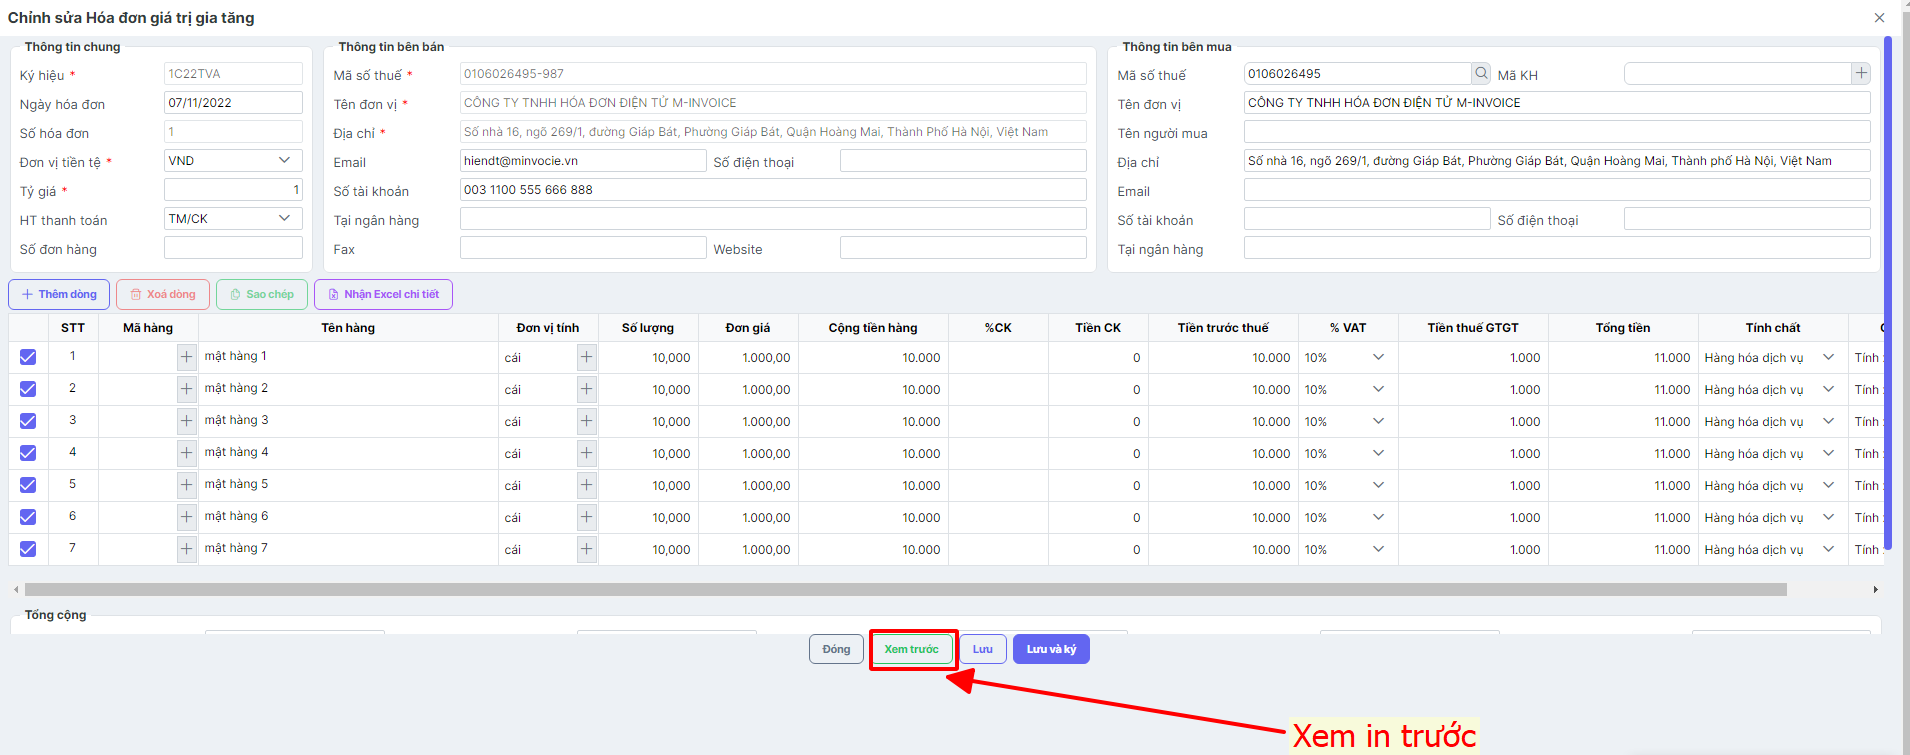 Chỉnh sửa Hóa đơn giá trị gia tăng
Thông tin chung
Ký hiệu * 1C22TVA
Ngày hóa đơn 07/11/2022
Số hóa đơn 1
Đơn vị tiền tệ * VND
Tỷ giá * 1
HT thanh toán TM/CK
Số đơn hàng
Thông tin bên bán
Mã số thuế * 0106026495-987
Tên đơn vị * CÔNG TY TNHH HÓA ĐƠN ĐIỆN TỬ M-INVOICE
Địa chỉ * Số nhà 16, ngõ 269/1, đường Giáp Bát, Phường Giáp Bát, Quận Hoàng Mai, Thành Phố Hà Nội, Việt Nam
Email hiendt@minvocie.vn Số điện thoại
Số tài khoản 003 1100 555 666 888
Tại ngân hàng
Fax Website
Thông tin bên mua
Mã số thuế 0106026495 Mã KH
Tên đơn vị CÔNG TY TNHH HÓA ĐƠN ĐIỆN TỬ M-INVOICE
Tên người mua
Địa chỉ Số nhà 16, ngõ 269/1, đường Giáp Bát, Phường Giáp Bát, Quận Hoàng Mai, Thành phố Hà Nội, Việt Nam
Email
Số tài khoản Số điện thoại
Tại ngân hàng
Thêm dòng Xoá dòng Sao chép Nhận Excel chi tiết
STT Mã hàng Tên hàng Đơn vị tính Số lượng Đơn giá Cộng tiền hàng %CK Tiền CK Tiền trước thuế % VAT Tiền thuế GTGT Tổng tiền Tính chất
1 mặt hàng 1 cái 10,000 1.000,00 10.000 0 10.000 10% 1.000 11.000 Hàng hóa dịch vụ Tính
2 mặt hàng 2 cái 10,000 1.000,00 10.000 0 10.000 10% 1.000 11.000 Hàng hóa dịch vụ Tính
3 mặt hàng 3 cái 10,000 1.000,00 10.000 0 10.000 10% 1.000 11.000 Hàng hóa dịch vụ Tính
4 mặt hàng 4 cái 10,000 1.000,00 10.000 0 10.000 10% 1.000 11.000 Hàng hóa dịch vụ Tính
5 mặt hàng 5 cái 10,000 1.000,00 10.000 0 10.000 10% 1.000 11.000 Hàng hóa dịch vụ Tính
6 mặt hàng 6 cái 10,000 1.000,00 10.000 0 10.000 10% 1.000 11.000 Hàng hóa dịch vụ Tính
7 mặt hàng 7 cái 10,000 1.000,00 10.000 0 10.000 10% 1.000 11.000 Hàng hóa dịch vụ Tính
Tổng cộng
Đóng Xem trước Lưu Lưu và ký
Xem in trước